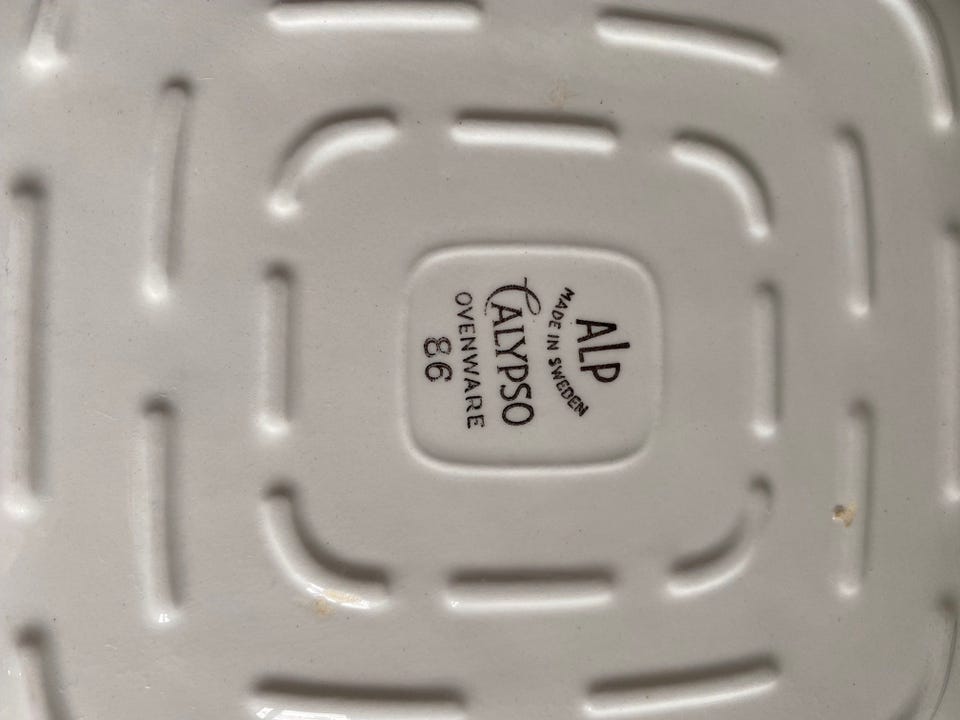 ALP
MADE IN SWEDEN
CALYPSO
OVENWARE
86